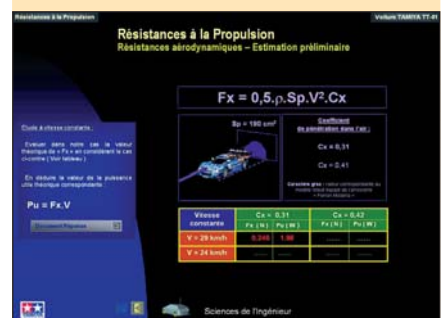 Résistances à la Propulsion
Voiture TAMIYA TT-01
Résistances à la Propulsion
Résistances aérodynamiques – Estimation préliminaire
Fx = 0,5.ρ.Sp.V².Cx
Etude à vitesse constante :
Evaluer dans notre cas la valeur
théorique de « Fx » en considérant le cas
ci-contre ( Voir tableau )
En déduire la valeur de la puissance
utile théorique correspondante :
Pu = Fx.V
Document Réponse
Sp = 180 cm²
Coefficient
de pénétration dans l'air :
Cx = 0,31
Cx = 0,41
Vitesse
constante
Cx = 0,31
Cx = 0,42
Fx ( N ) Pu ( W ) Fx ( N ) Pu ( W )
V = 29 km/h
V = 24 km/h
Sciences de l'Ingénieur